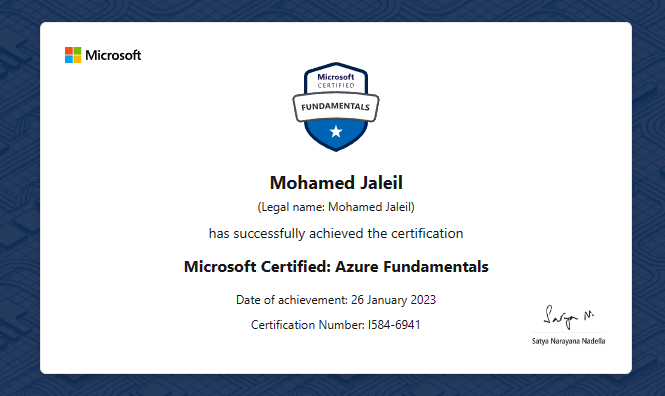 Microsoft
Microsoft
CERTIFIED
FUNDAMENTALS
Mohamed Jaleil
(Legal name: Mohamed Jaleil)
has successfully achieved the certification
Microsoft Certified: Azure Fundamentals
Date of achievement: 26 January 2023
Certification Number: I584-6941
Satya N.
Satya Narayana Nadella